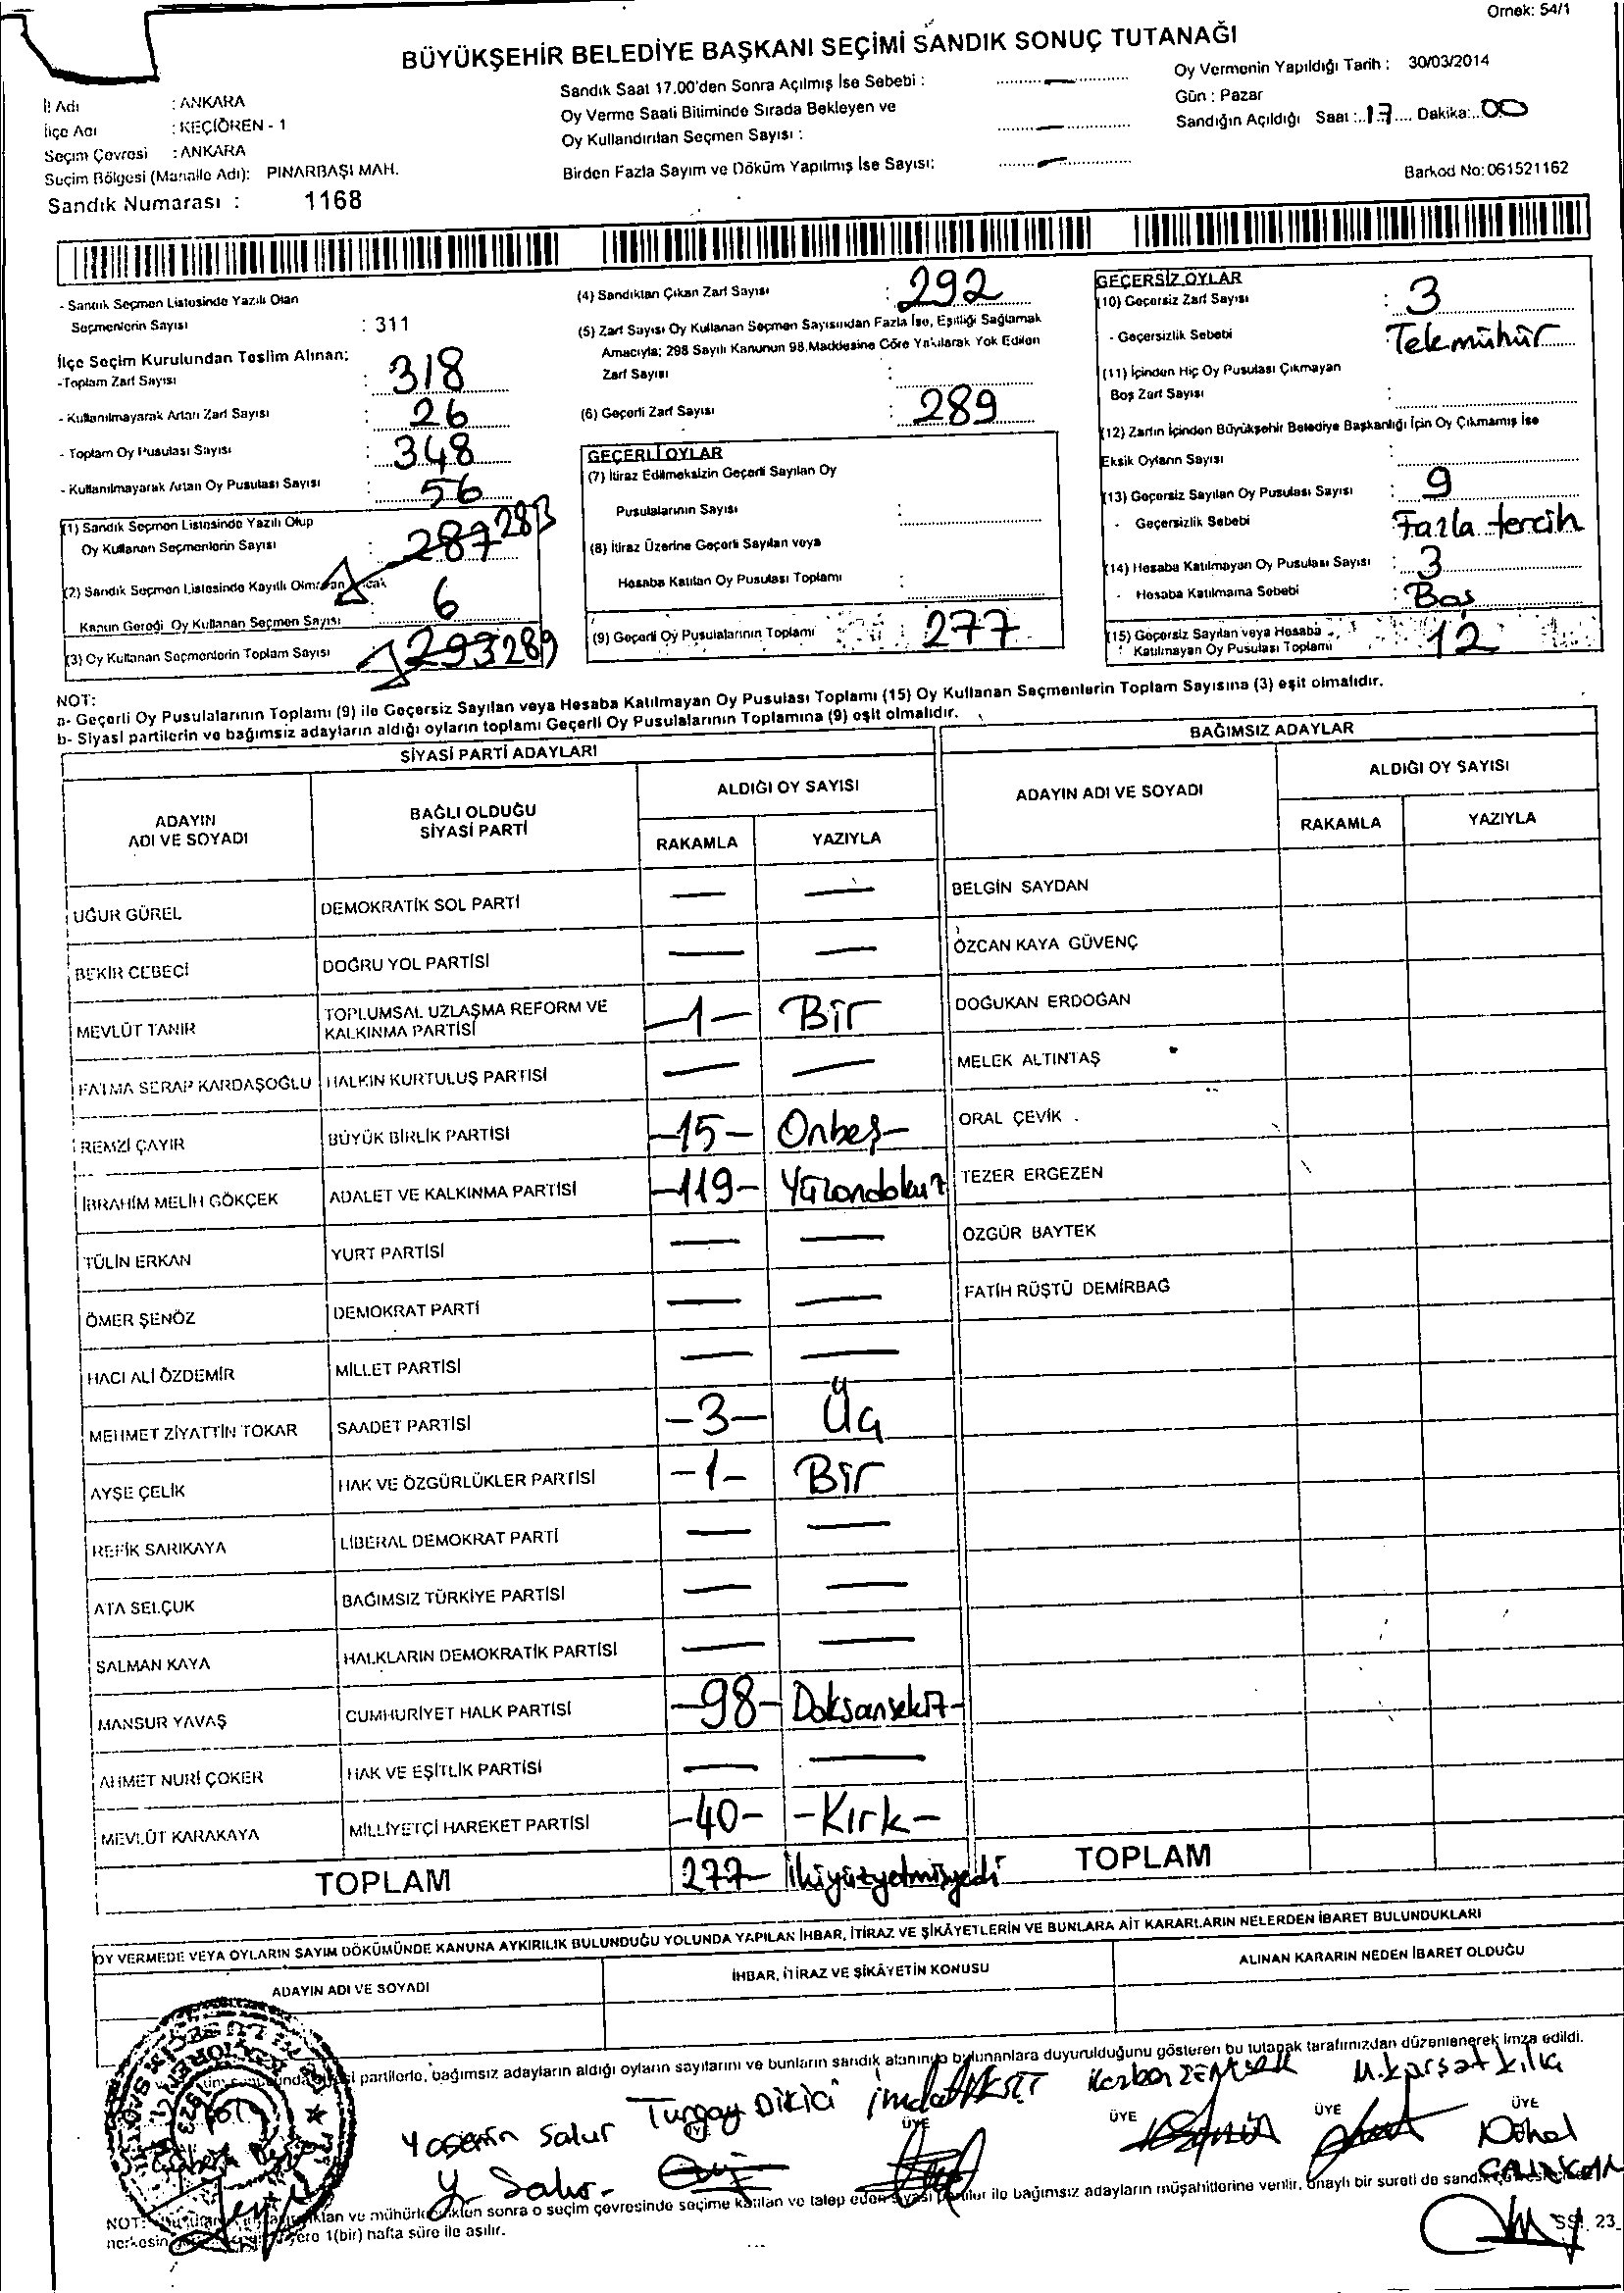 Örnek: 54/1
BÜYÜKŞEHİR BELEDİYE BAŞKANI SEÇİMİ SANDIK SONUÇ TUTANAĞI
İl Adı : ANKARA
İlçe Adı : KEÇİÖREN - 1
Seçim Çevresi : ANKARA
Seçim Bölgesi (Mahalle Adı): PINARBAŞI MAH.
Sandık Numarası : 1168
Sandık Saat 17.00'den Sonra Açılmış İse Sebebi : —
Oy Verme Saati Bitiminde Sırada Bekleyen ve
Oy Kullandırılan Seçmen Sayısı : —
Birden Fazla Sayım ve Döküm Yapılmış İse Sayısı: —
Oy Vermenin Yapıldığı Tarih : 30/03/2014
Gün : Pazar
Sandığın Açıldığı Saat : 17 Dakika: 00
Barkod No: 061521162
- Sandık Seçmen Listesinde Yazılı Olan
Seçmenlerin Sayısı : 311
İlçe Seçim Kurulundan Teslim Alınan;
-Toplam Zarf Sayısı : 318
- Kullanılmayarak Artan Zarf Sayısı : 26
- Toplam Oy Pusulası Sayısı : 348
- Kullanılmayarak Artan Oy Pusulası Sayısı : 56
(1) Sandık Seçmen Listesinde Yazılı Olup
Oy Kullanan Seçmenlerin Sayısı : 287 283
(2) Sandık Seçmen Listesinde Kayıtlı
Kanun Gereği Oy Kullanan Seçmen Sayısı : 6
(3) Oy Kullanan Seçmenlerin Toplam Sayısı 293 289
(4) Sandıktan Çıkan Zarf Sayısı : 292
(5) Zarf Sayısı Oy Kullanan Seçmen Sayısından Fazla İse, Eşitliği Sağlamak
Amacıyla; 298 Sayılı Kanunun 98.Maddesine Göre Yakılarak Yok Edilen
Zarf Sayısı :
(6) Geçerli Zarf Sayısı : 289
GEÇERLİ OYLAR
(7) İtiraz Edilmeksizin Geçerli Sayılan Oy
Pusulalarının Sayısı :
(8) İtiraz Üzerine Geçerli Sayılan veya
Hesaba Katılan Oy Pusulası Toplamı :
(9) Geçerli Oy Pusulalarının Toplamı : 277
GEÇERSİZ OYLAR
(10) Geçersiz Zarf Sayısı : 3
- Geçersizlik Sebebi : Tek mühür
(11) İçinden Hiç Oy Pusulası Çıkmayan
Boş Zarf Sayısı :
(12) Zarfın İçinden Büyükşehir Belediye Başkanlığı İçin Oy Çıkmamış İse
Eksik Oyların Sayısı :
(13) Geçersiz Sayılan Oy Pusulası Sayısı : 9
- Geçersizlik Sebebi : Fazla tercih
(14) Hesaba Katılmayan Oy Pusulası Sayısı : 3
- Hesaba Katılmama Sebebi : Boş
(15) Geçersiz Sayılan veya Hesaba
Katılmayan Oy Pusulası Toplamı 12
NOT:
a- Geçerli Oy Pusulalarının Toplamı (9) ile Geçersiz Sayılan veya Hesaba Katılmayan Oy Pusulası Toplamı (15) Oy Kullanan Seçmenlerin Toplam Sayısına (3) eşit olmalıdır.
b- Siyasi partilerin ve bağımsız adayların aldığı oyların toplamı Geçerli Oy Pusulalarının Toplamına (9) eşit olmalıdır.
SİYASİ PARTİ ADAYLARI
ADAYIN ADI VE SOYADI BAĞLI OLDUĞU SİYASİ PARTİ ALDIĞI OY SAYISI
RAKAMLA YAZIYLA
UĞUR GÜREL DEMOKRATİK SOL PARTİ — —
BEKİR CEBECİ DOĞRU YOL PARTİSİ — —
MEVLÜT TANIR TOPLUMSAL UZLAŞMA REFORM VE KALKINMA PARTİSİ -1- Bir
FATMA SERAP KARDAŞOĞLU HALKIN KURTULUŞ PARTİSİ — —
REMZİ ÇAYIR BÜYÜK BİRLİK PARTİSİ -15- Onbeş-
İBRAHİM MELİH GÖKÇEK ADALET VE KALKINMA PARTİSİ -119- Yüzondokuz
TÜLİN ERKAN YURT PARTİSİ — —
ÖMER ŞENÖZ DEMOKRAT PARTİ — —
HACI ALİ ÖZDEMİR MİLLET PARTİSİ — —
MEHMET ZİYATTİN TOKAR SAADET PARTİSİ -3- Üç
AYŞE ÇELİK HAK VE ÖZGÜRLÜKLER PARTİSİ -1- Bir
REFİK SARIKAYA LİBERAL DEMOKRAT PARTİ — —
ATA SELÇUK BAĞIMSIZ TÜRKİYE PARTİSİ — —
SALMAN KAYA HALKLARIN DEMOKRATİK PARTİSİ — —
MANSUR YAVAŞ CUMHURİYET HALK PARTİSİ -98- Doksansekiz-
AHMET NURİ ÇOKER HAK VE EŞİTLİK PARTİSİ — —
MEVLÜT KARAKAYA MİLLİYETÇİ HAREKET PARTİSİ -40- -Kırk-
TOPLAM 277- İkiyüzyetmişyedi
BAĞIMSIZ ADAYLAR
ADAYIN ADI VE SOYADI ALDIĞI OY SAYISI
RAKAMLA YAZIYLA
BELGİN SAYDAN
ÖZCAN KAYA GÜVENÇ
DOĞUKAN ERDOĞAN
MELEK ALTINTAŞ
ORAL ÇEVİK
TEZER ERGEZEN
ÖZGÜR BAYTEK
FATİH RÜŞTÜ DEMİRBAĞ
TOPLAM
OY VERMEDE VEYA OYLARIN SAYIM DÖKÜMÜNDE KANUNA AYKIRILIK BULUNDUĞU YOLUNDA YAPILAN İHBAR, İTİRAZ VE ŞİKÂYETLERİN VE BUNLARA AİT KARARLARIN NELERDEN İBARET BULUNDUKLARI
ADAYIN ADI VE SOYADI İHBAR, İTİRAZ VE ŞİKÂYETİN KONUSU ALINAN KARARIN NEDEN İBARET OLDUĞU
partilerle, bağımsız adayların aldığı oyların sayılarını ve bunların sandık alanında bulunanlara duyurulduğunu gösteren bu tutanak tarafımızdan düzenlenerek imza edildi.
Yasemin Salur Turgay Dikici İmdat
ÜYE ÜYE ÜYE ÜYE
Y. Salur
NOT: ve mühürlendikten sonra o seçim çevresinde seçime katılan ve talep eden siyasi partiler ile bağımsız adayların müşahitlerine verilir, onaylı bir sureti de
1(bir) hafta süre ile asılır.